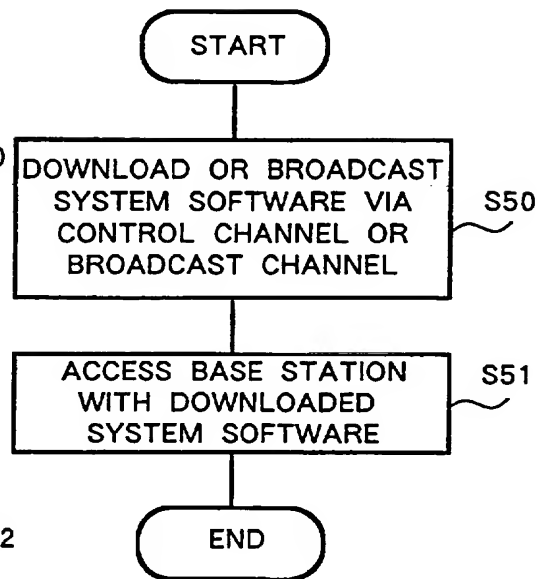 START
DOWNLOAD OR BROADCAST
SYSTEM SOFTWARE VIA
CONTROL CHANNEL OR
BROADCAST CHANNEL
S50
ACCESS BASE STATION
WITH DOWNLOADED
SYSTEM SOFTWARE
S51
END
2